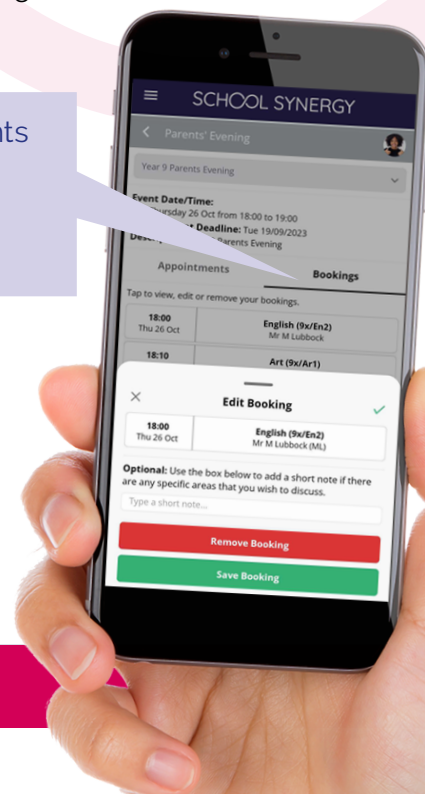 SCHOOL SYNERGY
Parents' Evening
Year 9 Parents Evening
Event Date/Time:
Thursday 26 Oct from 18:00 to 19:00
Deadline: Tue 19/09/2023
Parents Evening
Appointments Bookings
Tap to view, edit or remove your bookings.
18:00 English (9x/En2)
Thu 26 Oct Mr M Lubbock
18:10 Art (9x/Ar1)
Edit Booking
18:00 English (9x/En2)
Thu 26 Oct Mr M Lubbock (ML)
Optional: Use the box below to add a short note if there
are any specific areas that you wish to discuss.
Type a short note...
Remove Booking
Save Booking